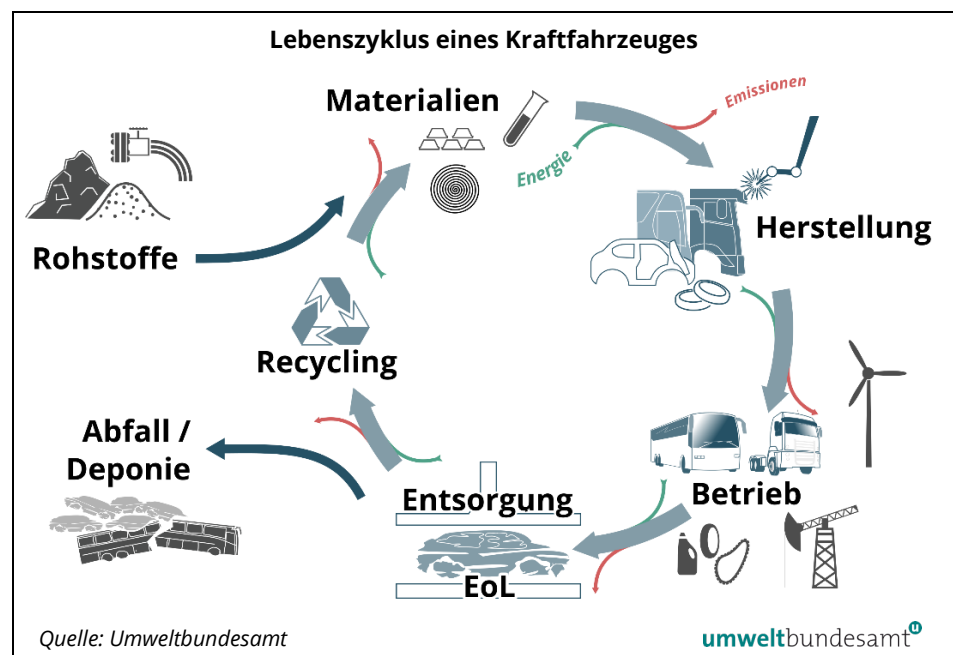 Lebenszyklus eines Kraftfahrzeuges
Materialien
Emissionen
Energie
Rohstoffe
Herstellung
Recycling
Abfall /
Deponie
Entsorgung
Betrieb
EoL
Quelle: Umweltbundesamt
umweltbundesamt u